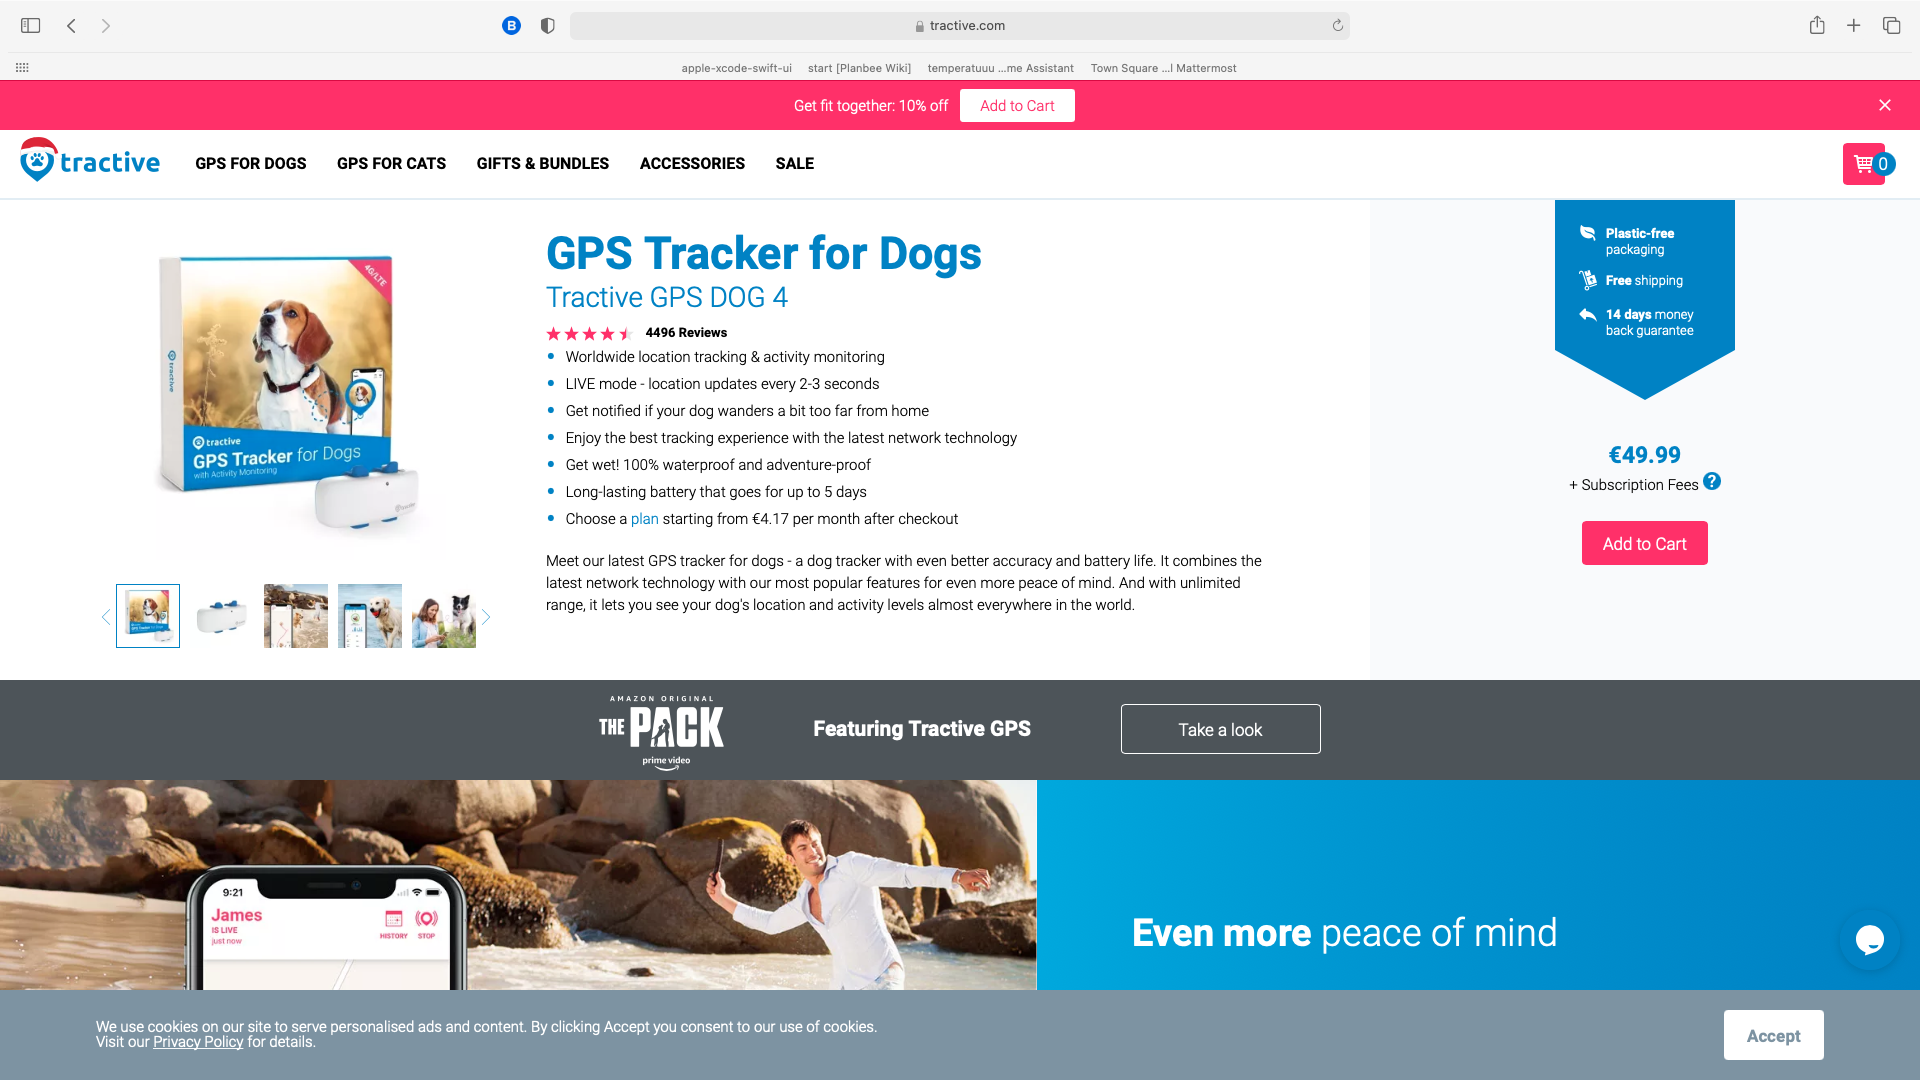 B
tractive.com
apple-xcode-swift-ui
start [Planbee Wiki]
temperatuuu ...me Assistant
Town Square ...l Mattermost
Get fit together: 10% off
Add to Cart
tractive
GPS FOR DOGS
GPS FOR CATS
GIFTS & BUNDLES
ACCESSORIES
SALE
0
4G/LTE
tractive
tractive
GPS Tracker for Dogs
with Activity Monitoring
tractive
GPS Tracker for Dogs
Tractive GPS DOG 4
4496 Reviews
Worldwide location tracking & activity monitoring
LIVE mode - location updates every 2-3 seconds
Get notified if your dog wanders a bit too far from home
Enjoy the best tracking experience with the latest network technology
Get wet! 100% waterproof and adventure-proof
Long-lasting battery that goes for up to 5 days
Choose a plan starting from €4.17 per month after checkout
Meet our latest GPS tracker for dogs - a dog tracker with even better accuracy and battery life. It combines the
latest network technology with our most popular features for even more peace of mind. And with unlimited
range, it lets you see your dog's location and activity levels almost everywhere in the world.
Plastic-free
packaging
Free shipping
14 days money
back guarantee
€49.99
+ Subscription Fees ?
Add to Cart
AMAZON ORIGINAL
THE PACK
prime video
Featuring Tractive GPS
Take a look
9:21
James
IS LIVE
just now
HISTORY
STOP
Even more peace of mind
We use cookies on our site to serve personalised ads and content. By clicking Accept you consent to our use of cookies.
Visit our Privacy Policy for details.
Accept